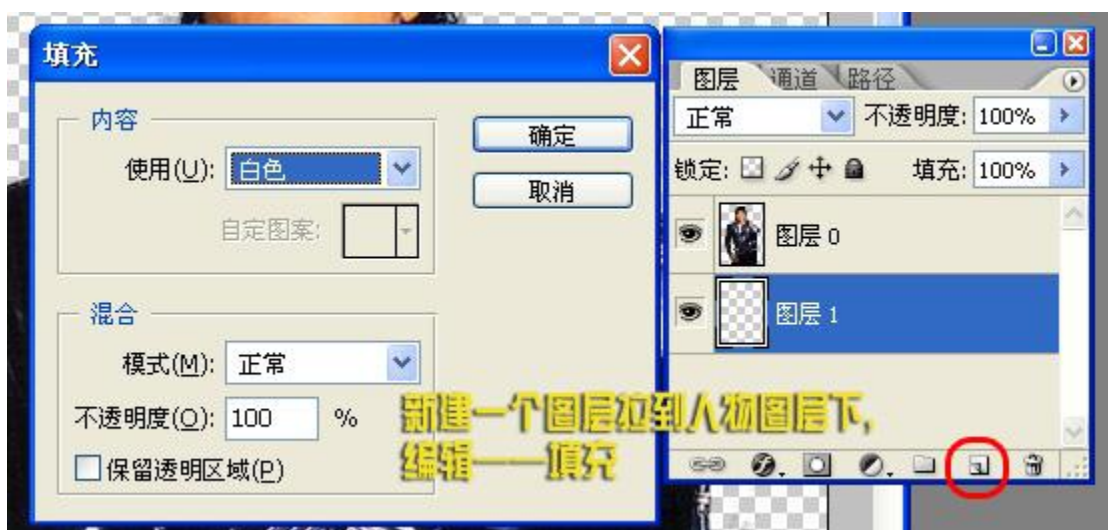 填充
内容
使用(U): 白色
自定图案:
混合
模式(M): 正常
不透明度(O): 100 %
保留透明区域(P)
确定
取消
图层 通道 路径
正常 不透明度: 100%
锁定: 填充: 100%
图层 0
图层 1
新建一个图层拉到人物图层下,
编辑——填充